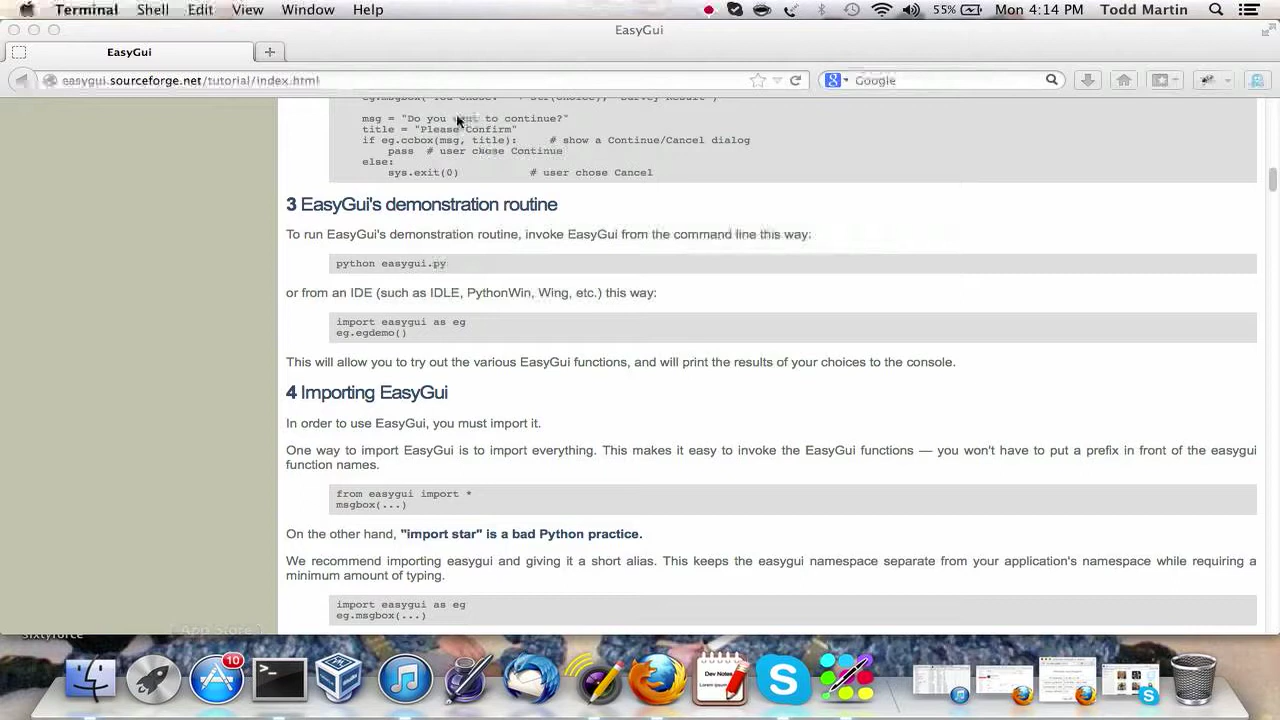 Terminal Shell Edit View Window Help 55% Mon 4:14 PM Todd Martin
EasyGui
EasyGui
easygui.sourceforge.net/tutorial/index.html Google
msg = "Do you want to continue?"
title = "Please Confirm"
if eg.ccbox(msg, title): # show a Continue/Cancel dialog
pass # user chose Continue
else:
sys.exit(0) # user chose Cancel
3 EasyGui's demonstration routine
To run EasyGui's demonstration routine, invoke EasyGui from the command line this way:
python easygui.py
or from an IDE (such as IDLE, PythonWin, Wing, etc.) this way:
import easygui as eg
eg.egdemo()
This will allow you to try out the various EasyGui functions, and will print the results of your choices to the console.
4 Importing EasyGui
In order to use EasyGui, you must import it.
One way to import EasyGui is to import everything. This makes it easy to invoke the EasyGui functions — you won't have to put a prefix in front of the easygui
function names.
from easygui import *
msgbox(...)
On the other hand, "import star" is a bad Python practice.
We recommend importing easygui and giving it a short alias. This keeps the easygui namespace separate from your application's namespace while requiring a
minimum amount of typing.
import easygui as eg
eg.msgbox(...)
App Store
10
Dev Notes